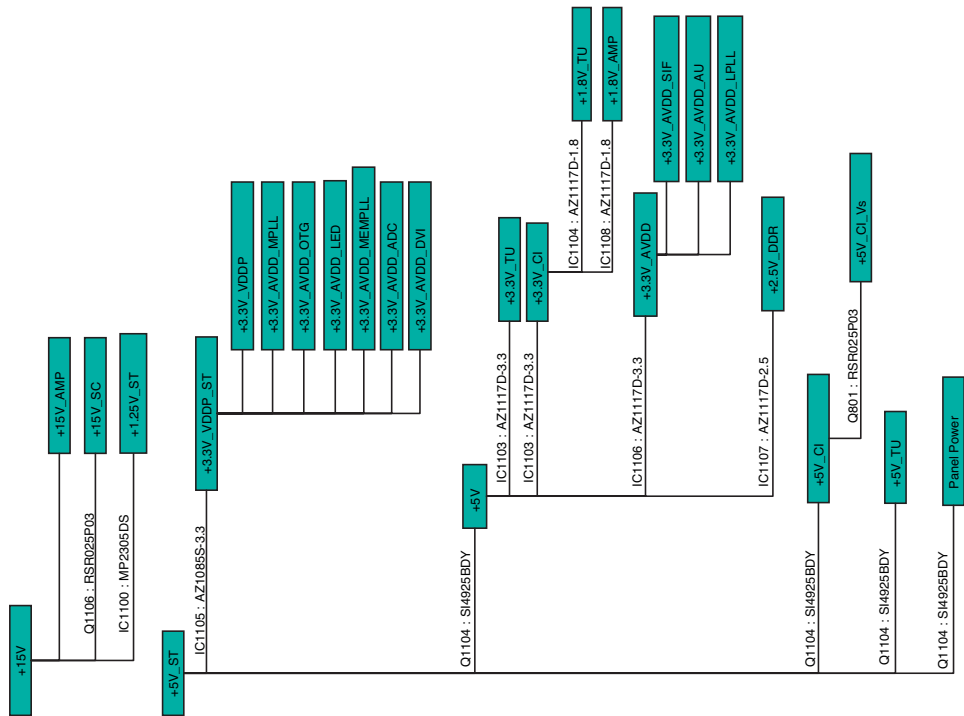 +15V
+15V_AMP
Q1106 : RSR025P03
+15V_SC
IC1100 : MP2305DS
+1.25V_ST
+5V_ST
IC1105 : AZ1085S-3.3
+3.3V_VDDP_ST
+3.3V_VDDP
+3.3V_AVDD_MPLL
+3.3V_AVDD_OTG
+3.3V_AVDD_LED
+3.3V_AVDD_MEMPLL
+3.3V_AVDD_ADC
+3.3V_AVDD_DVI
Q1104 : SI4925BDY
+5V
IC1103 : AZ1117D-3.3
+3.3V_TU
IC1103 : AZ1117D-3.3
+3.3V_CI
IC1104 : AZ1117D-1.8
+1.8V_TU
IC1108 : AZ1117D-1.8
+1.8V_AMP
IC1106 : AZ1117D-3.3
+3.3V_AVDD
+3.3V_AVDD_SIF
+3.3V_AVDD_AU
+3.3V_AVDD_LPLL
IC1107 : AZ1117D-2.5
+2.5V_DDR
Q1104 : SI4925BDY
+5V_CI
Q801 : RSR025P03
+5V_CI_Vs
Q1104 : SI4925BDY
+5V_TU
Q1104 : SI4925BDY
Panel Power